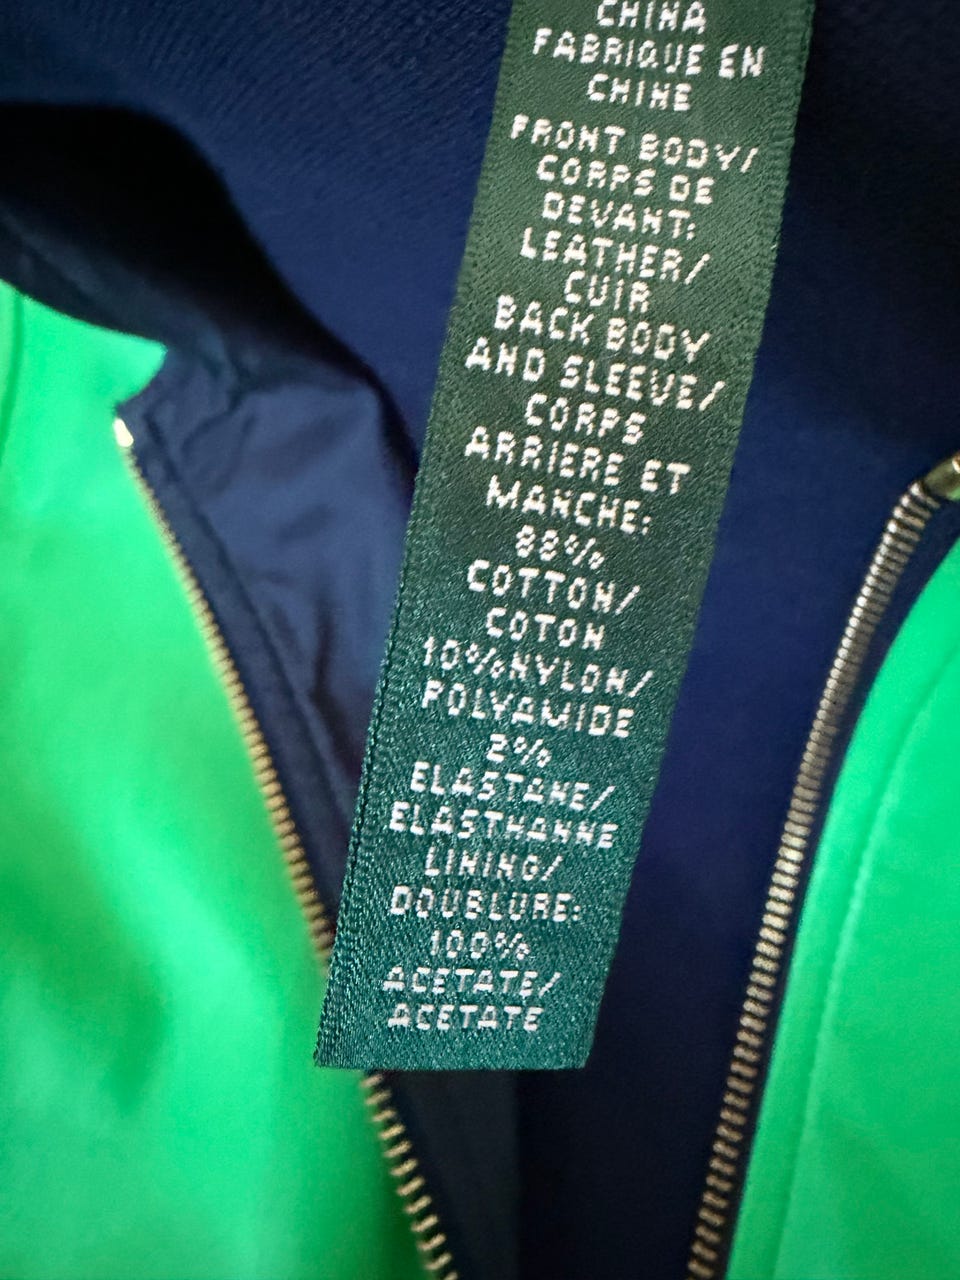 CHINA
FABRIQUE EN
CHINE
FRONT BODY/
CORPS DE
DEVANT:
LEATHER/
CUIR
BACK BODY
AND SLEEVE/
CORPS
ARRIERE ET
MANCHE:
88%
COTTON/
COTON
10%NYLON/
POLYAMIDE
2%
ELASTANE/
ELASTHANNE
LINING/
DOUBLURE:
100%
ACETATE/
ACETATE